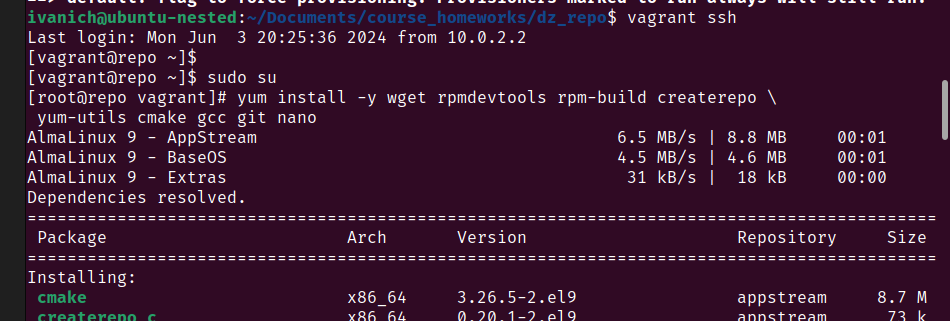 ==> default: flag to force provisioning. Provisioners marked to run always will still run.
ivanich@ubuntu-nested:~/Documents/course_homeworks/dz_repo$ vagrant ssh
Last login: Mon Jun  3 20:25:36 2024 from 10.0.2.2
[vagrant@repo ~]$
[vagrant@repo ~]$ sudo su
[root@repo vagrant]# yum install -y wget rpmdevtools rpm-build createrepo \
 yum-utils cmake gcc git nano
AlmaLinux 9 - AppStream 6.5 MB/s | 8.8 MB 00:01
AlmaLinux 9 - BaseOS 4.5 MB/s | 4.6 MB 00:01
AlmaLinux 9 - Extras 31 kB/s | 18 kB 00:00
Dependencies resolved.
================================================================================
Package Arch Version Repository Size
================================================================================
Installing:
cmake x86_64 3.26.5-2.el9 appstream 8.7 M
createrepo_c x86_64 0.20.1-2.el9 appstream 73 k